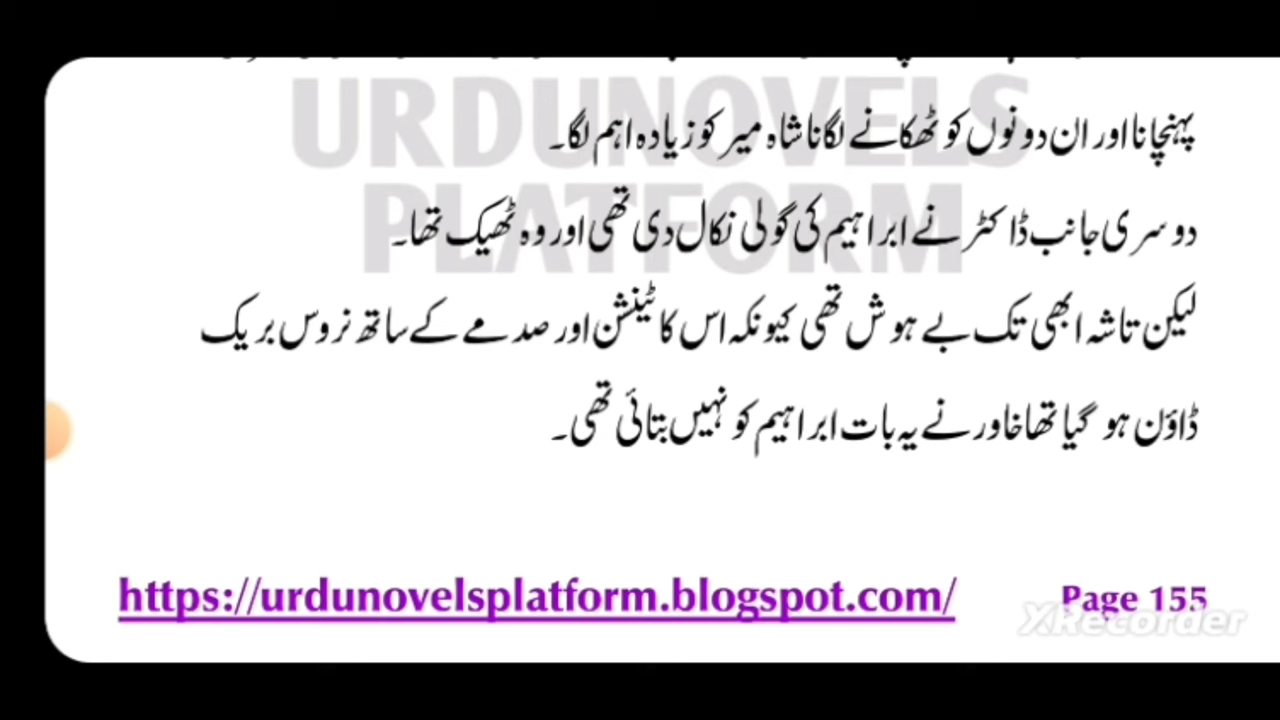 URDUNOVELS
PLATFORM
پہنچانا اور ان دونوں کو ٹھکانے لگانا شاہ میر کو زیادہ اہم لگا۔
دوسری جانب ڈاکٹر نے ابراہیم کی گولی نکال دی تھی اور وہ ٹھیک تھا۔
لیکن تاشہ ابھی تک بے ہوش تھی کیونکہ اس کا ٹینشن اور صدمے کے ساتھ نروس بریک
ڈاؤن ہو گیا تھا خاور نے یہ بات ابراہیم کو نہیں بتائی تھی۔
https://urdunovelsplatform.blogspot.com/ Page 155
XRecorder